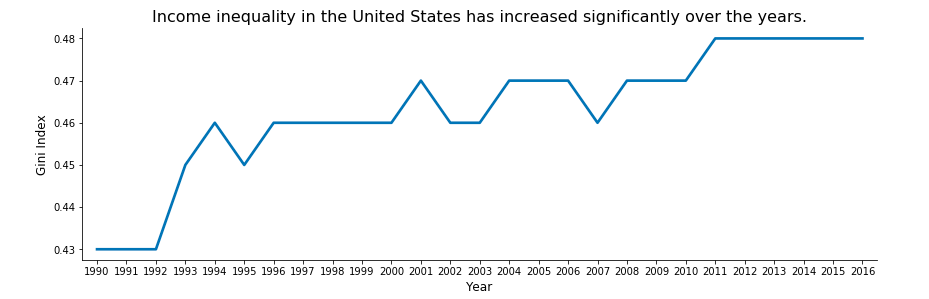 Income inequality in the United States has increased significantly over the years.
0.48
0.47
0.46
0.45
0.44
0.43
Gini Index
1990 1991 1992 1993 1994 1995 1996 1997 1998 1999 2000 2001 2002 2003 2004 2005 2006 2007 2008 2009 2010 2011 2012 2013 2014 2015 2016
Year